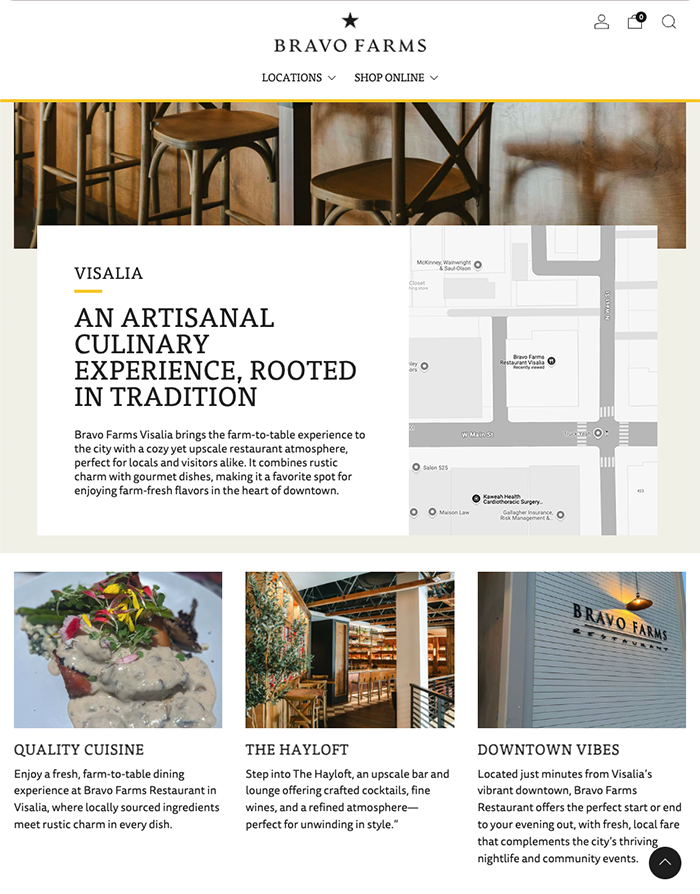 BRAVO FARMS
0
LOCATIONS
SHOP ONLINE
VISALIA
AN ARTISANAL
CULINARY
EXPERIENCE, ROOTED
IN TRADITION
Bravo Farms Visalia brings the farm-to-table experience to
the city with a cozy yet upscale restaurant atmosphere,
perfect for locals and visitors alike. It combines rustic
charm with gourmet dishes, making it a favorite spot for
enjoying farm-fresh flavors in the heart of downtown.
McKinney, Wainwright
& Saul-Olson
Closet
N West St
Bravo Farms
Restaurant Visalia
Recently viewed
W Main St
Salon 525
Kaweah Health
Cardiothoracic Surgery...
Maison Law
Gallagher Insurance,
Risk Management &...
BRAVO FARMS
RESTAURANT
QUALITY CUISINE
Enjoy a fresh, farm-to-table dining
experience at Bravo Farms Restaurant in
Visalia, where locally sourced ingredients
meet rustic charm in every dish.
THE HAYLOFT
Step into The Hayloft, an upscale bar and
lounge offering crafted cocktails, fine
wines, and a refined atmosphere—
perfect for unwinding in style.”
DOWNTOWN VIBES
Located just minutes from Visalia’s
vibrant downtown, Bravo Farms
Restaurant offers the perfect start or end
to your evening out, with fresh, local fare
that complements the city’s thriving
nightlife and community events.